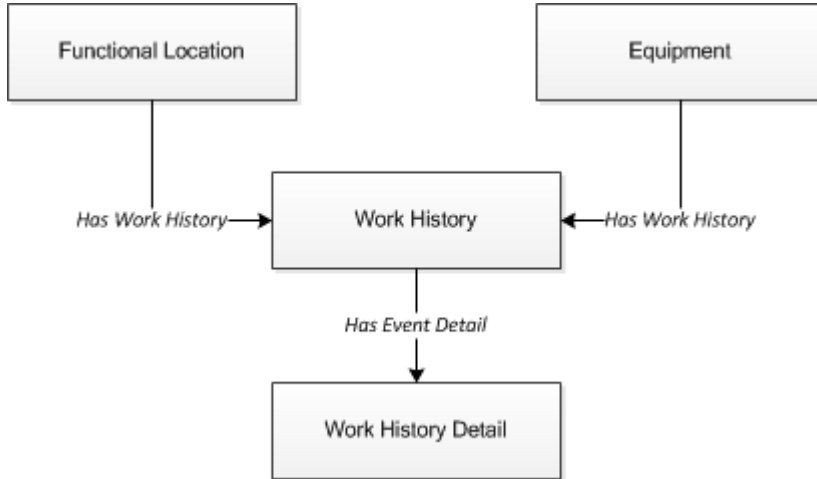 Functional Location
Equipment
Has Work History
Work History
Has Work History
Has Event Detail
Work History Detail